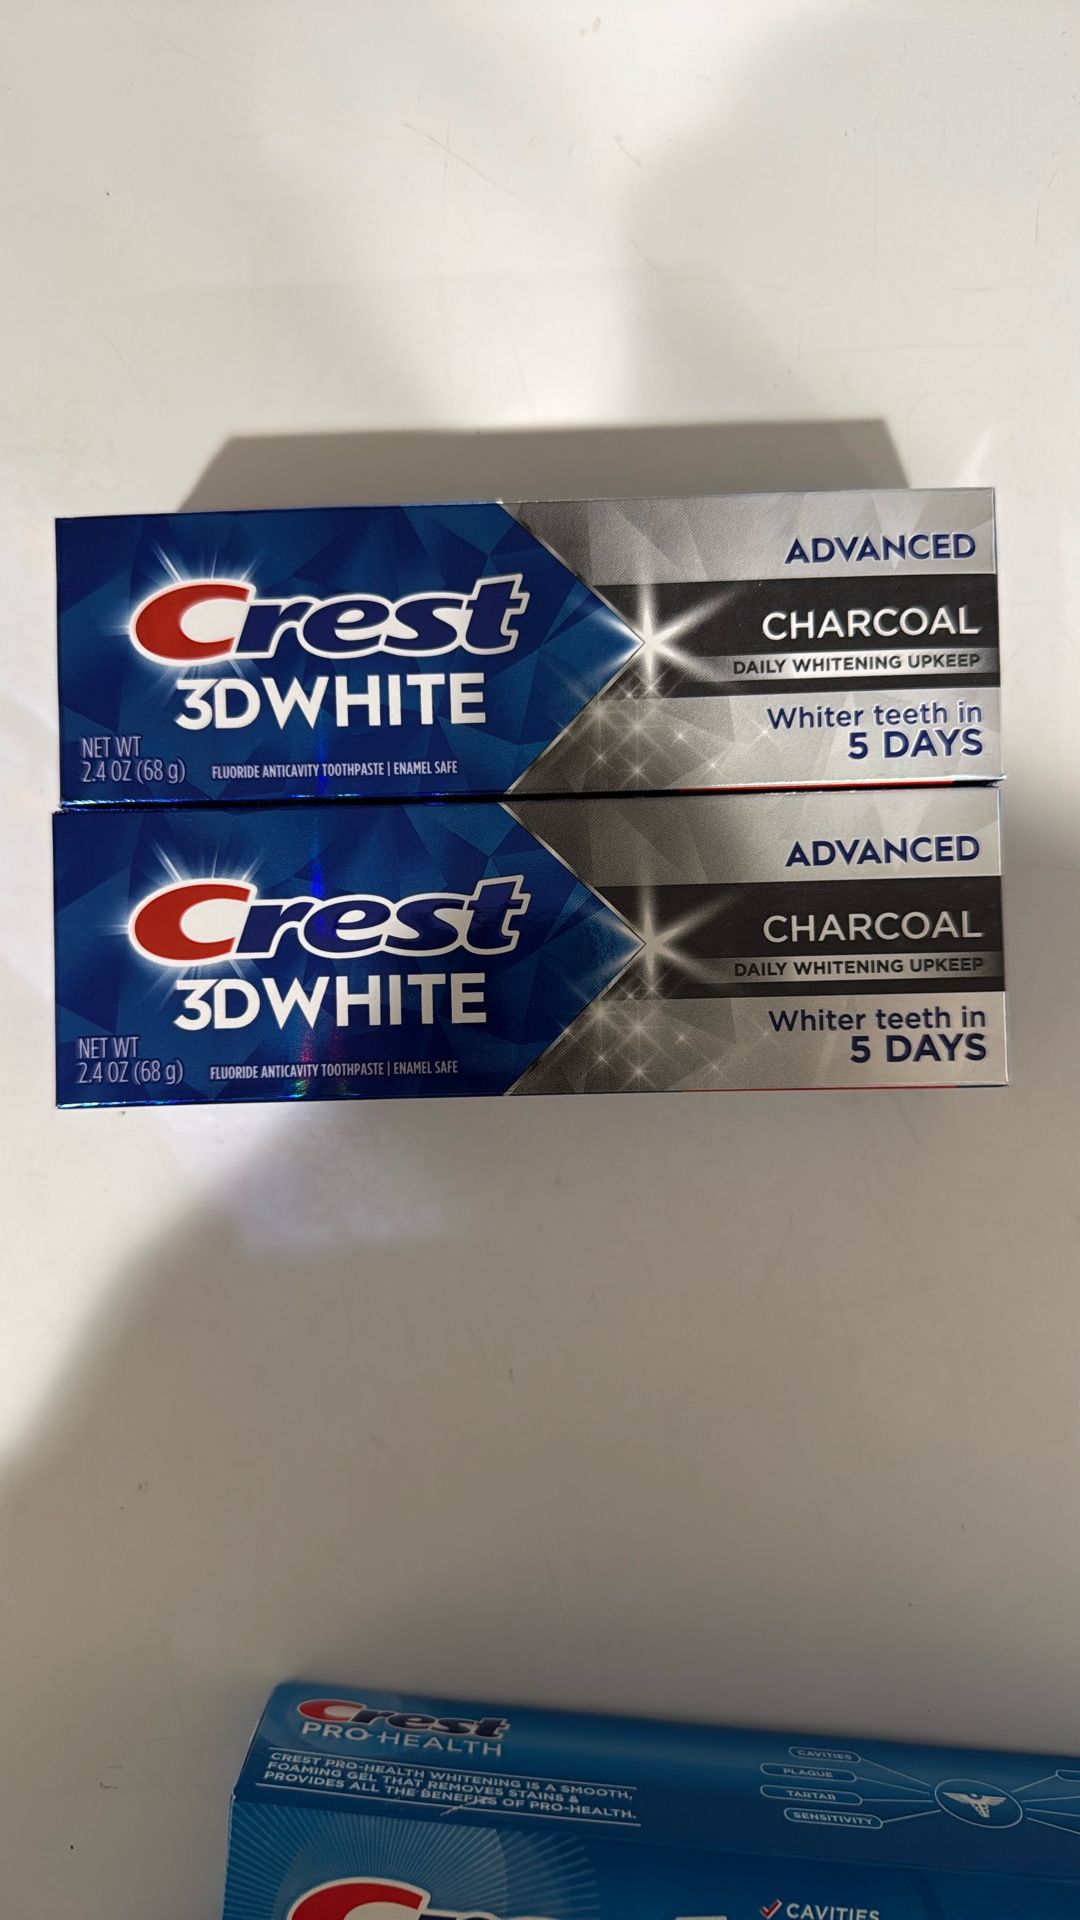 Crest
3DWHITE
NET WT
2.4 OZ (68 g)
FLUORIDE ANTICAVITY TOOTHPASTE | ENAMEL SAFE
ADVANCED
CHARCOAL
DAILY WHITENING UPKEEP
Whiter teeth in
5 DAYS
Crest
3DWHITE
NET WT
2.4 OZ (68 g)
FLUORIDE ANTICAVITY TOOTHPASTE | ENAMEL SAFE
ADVANCED
CHARCOAL
DAILY WHITENING UPKEEP
Whiter teeth in
5 DAYS
Crest
PRO-HEALTH
CREST PRO-HEALTH WHITENING IS A SMOOTH,
FOAMING GEL THAT REMOVES STAINS &
PROVIDES ALL THE BENEFITS OF PRO-HEALTH.
CAVITIES
PLAQUE
TARTAR
SENSITIVITY
CAVITIES